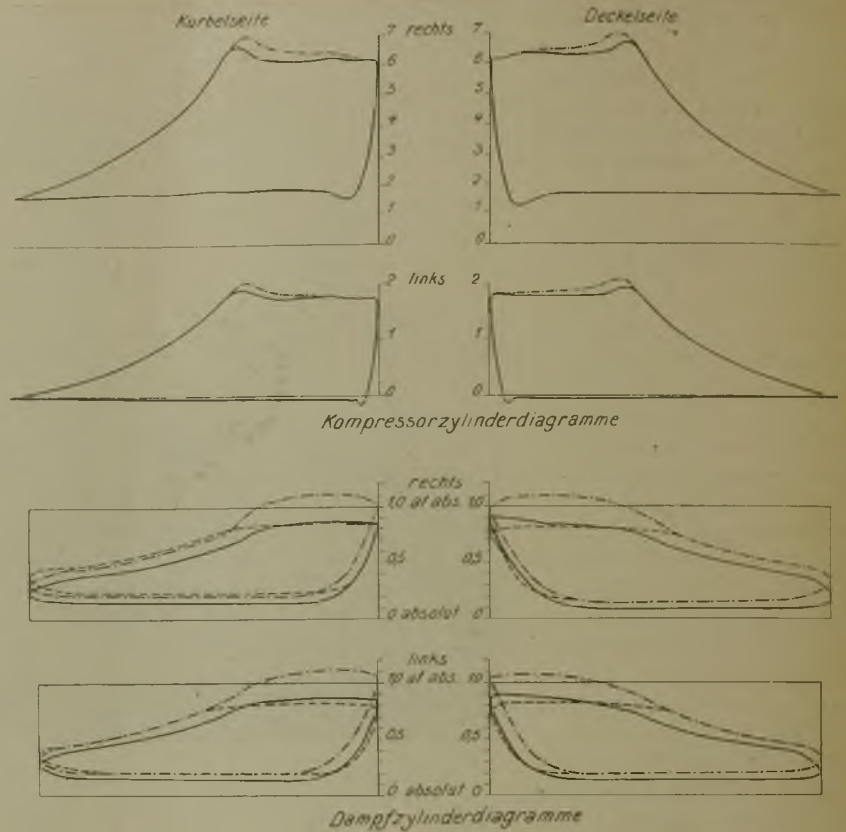 Kurbelseite
Deckelseite
7 rechts 7
6 6
5 5
4 4
3 3
2 2
1 1
0 0
2 links 2
1 1
0 0
Kompressorzylinderdiagramme
rechts
1,0 at abs. 1,0
0,5 0,5
0 absolut 0
links
1,0 at abs. 1,0
0,5 0,5
0 absolut 0
Dampfzylinderdiagramme